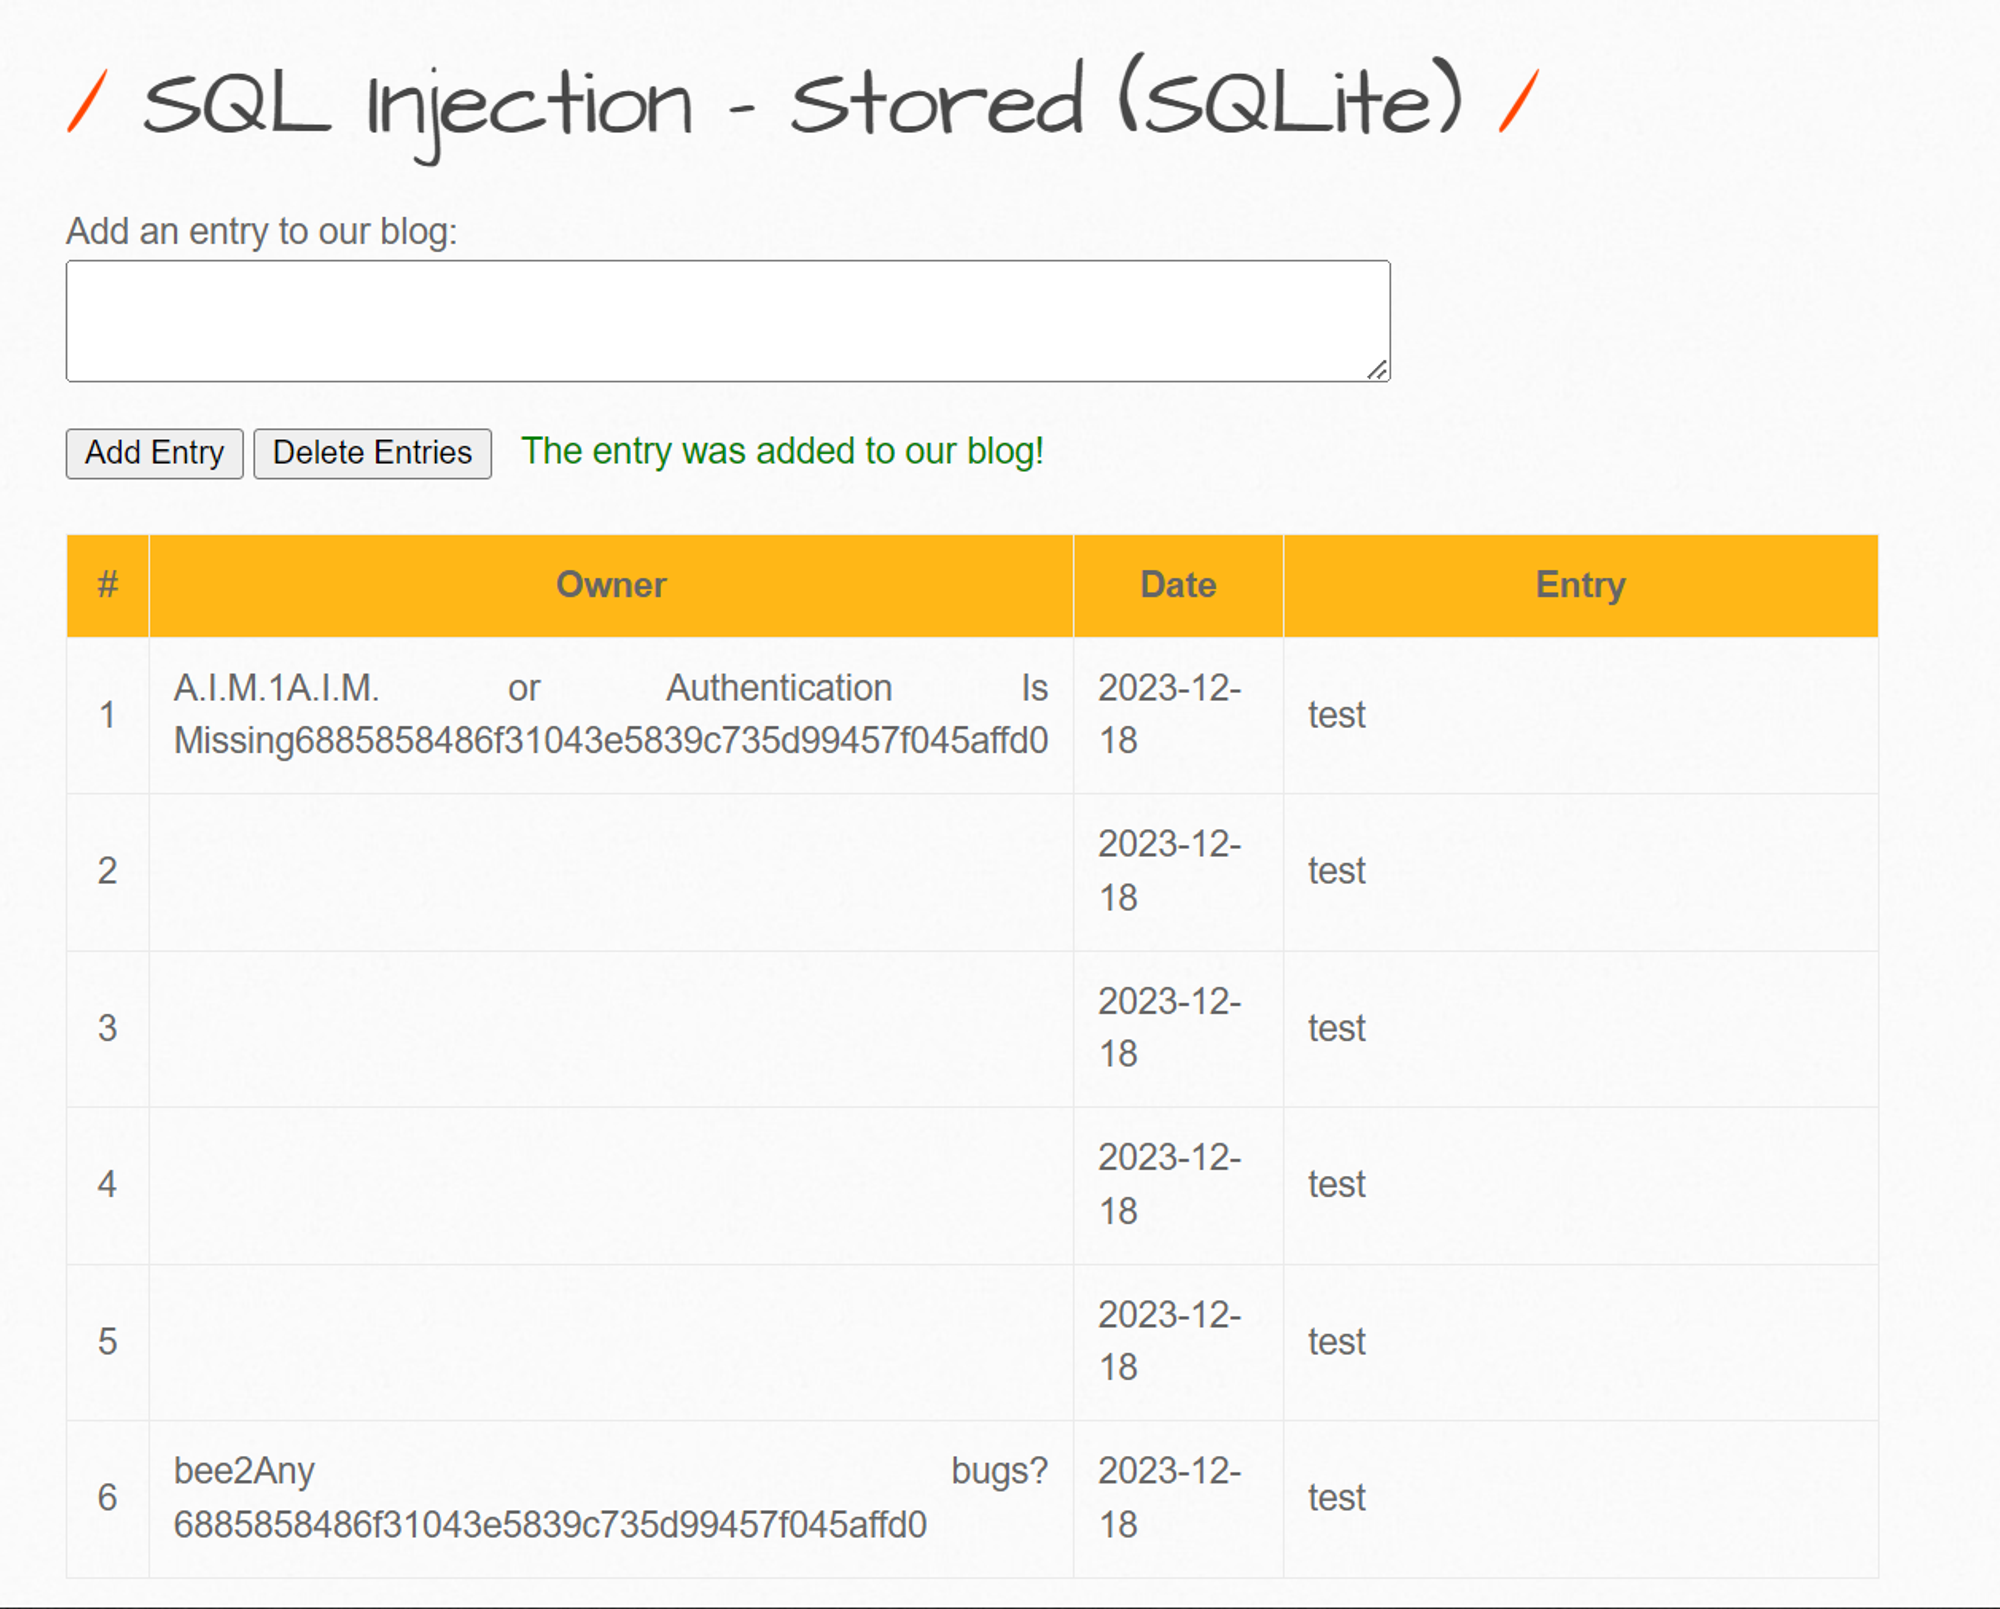 / SQL Injection - Stored (SQLite) /
Add an entry to our blog:
Add Entry Delete Entries The entry was added to our blog!
# Owner Date Entry
1 A.I.M.1A.I.M. or Authentication Is Missing6885858486f31043e5839c735d99457f045affd0 2023-12-18 test
2 2023-12-18 test
3 2023-12-18 test
4 2023-12-18 test
5 2023-12-18 test
6 bee2Any bugs? 6885858486f31043e5839c735d99457f045affd0 2023-12-18 test